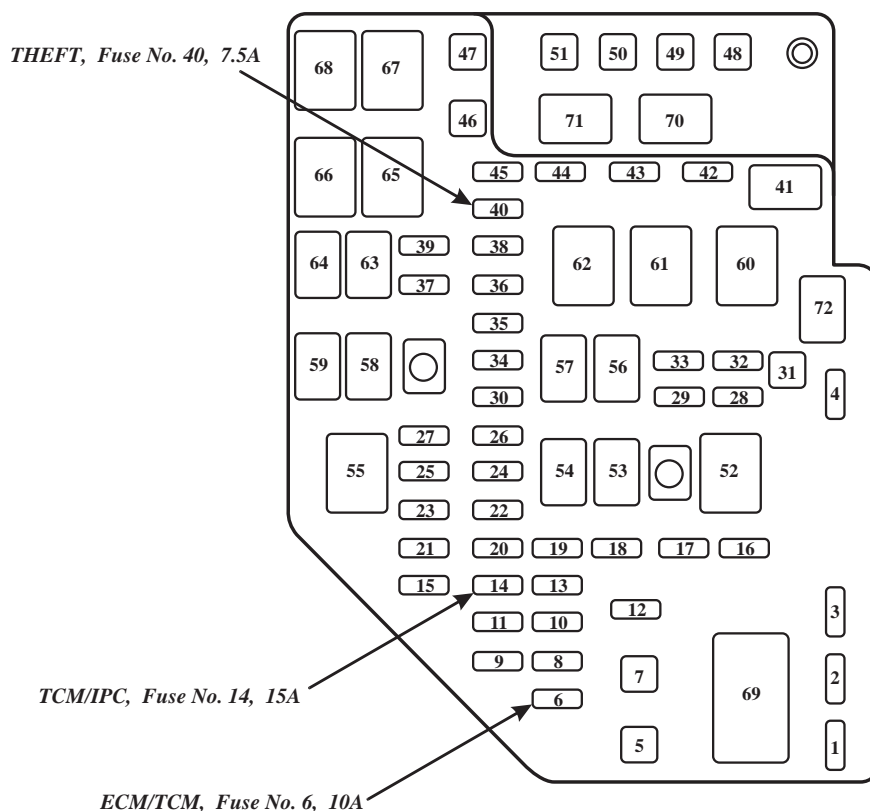 68 67 47 51 50 49 48
THEFT, Fuse No. 40, 7.5A
46 71 70
66 65 45 44 43 42 41
40
64 63 39 38 62 61 60
37 36
72
35
59 58 34 57 56 33 32 31
30 29 28 4
27 26
55 25 24 54 53 52
23 22
21 20 19 18 17 16
15 14 13
12 3
11 10
9 8
7 69 2
TCM/IPC, Fuse No. 14, 15A
6
5 1
ECM/TCM, Fuse No. 6, 10A